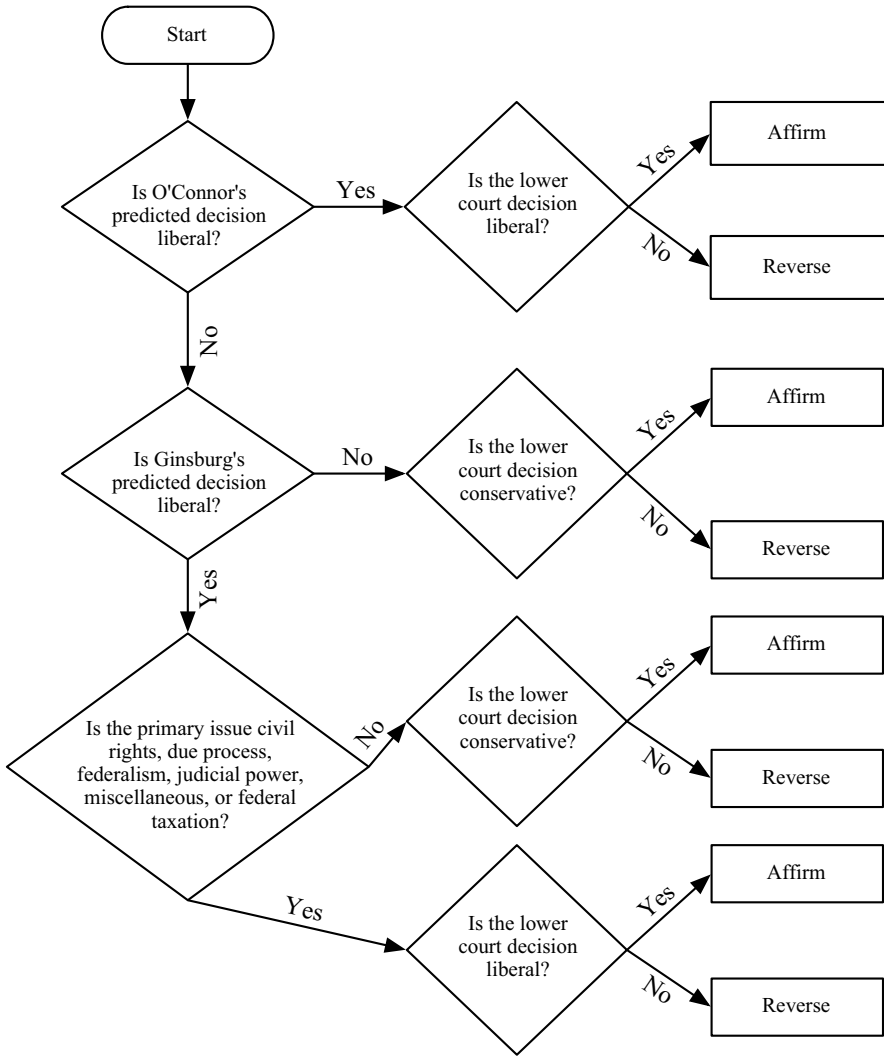 Start
Is O'Connor's
predicted decision
liberal?
Yes
Is the lower
court decision
liberal?
Yes
Affirm
No
Reverse
No
Is Ginsburg's
predicted decision
liberal?
No
Is the lower
court decision
conservative?
Yes
Affirm
No
Reverse
Yes
Is the primary issue civil
rights, due process,
federalism, judicial power,
miscellaneous, or federal
taxation?
No
Is the lower
court decision
conservative?
Yes
Affirm
No
Reverse
Yes
Is the lower
court decision
liberal?
Yes
Affirm
No
Reverse